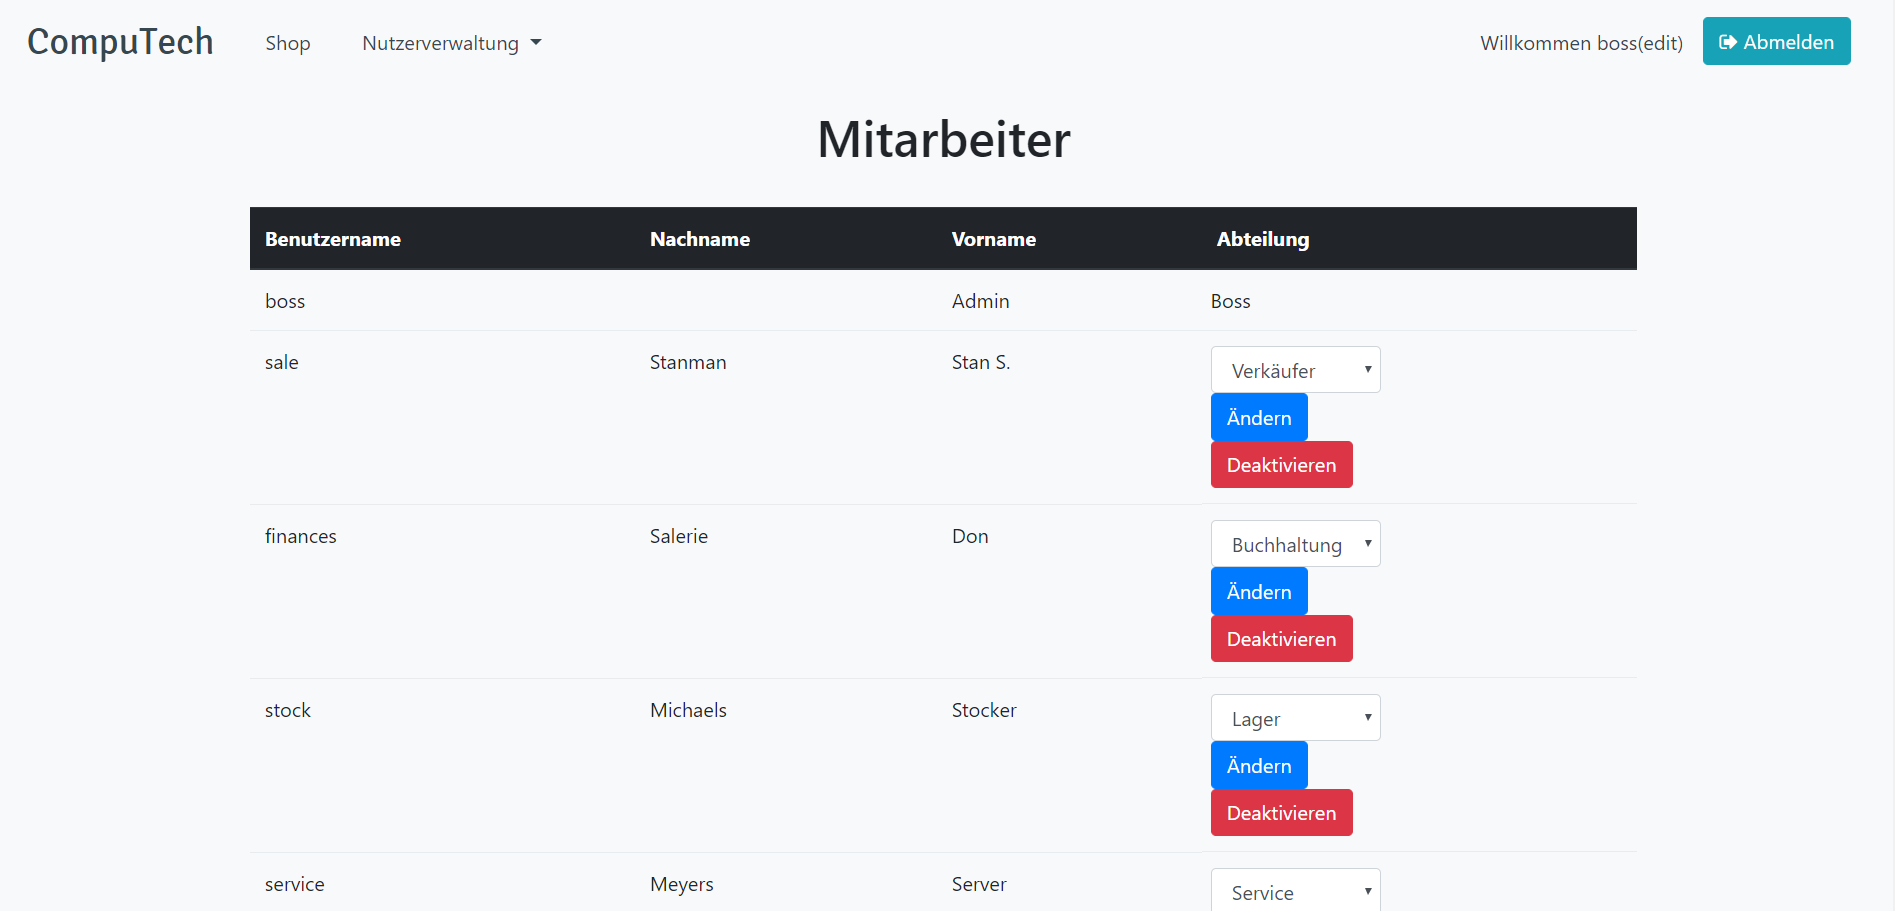 CompuTech Shop Nutzerverwaltung Willkommen boss(edit) Abmelden
Mitarbeiter
Benutzername Nachname Vorname Abteilung
boss Admin Boss
sale Stanman Stan S. Verkäufer
Ändern
Deaktivieren
finances Salerie Don Buchhaltung
Ändern
Deaktivieren
stock Michaels Stocker Lager
Ändern
Deaktivieren
service Meyers Server Service